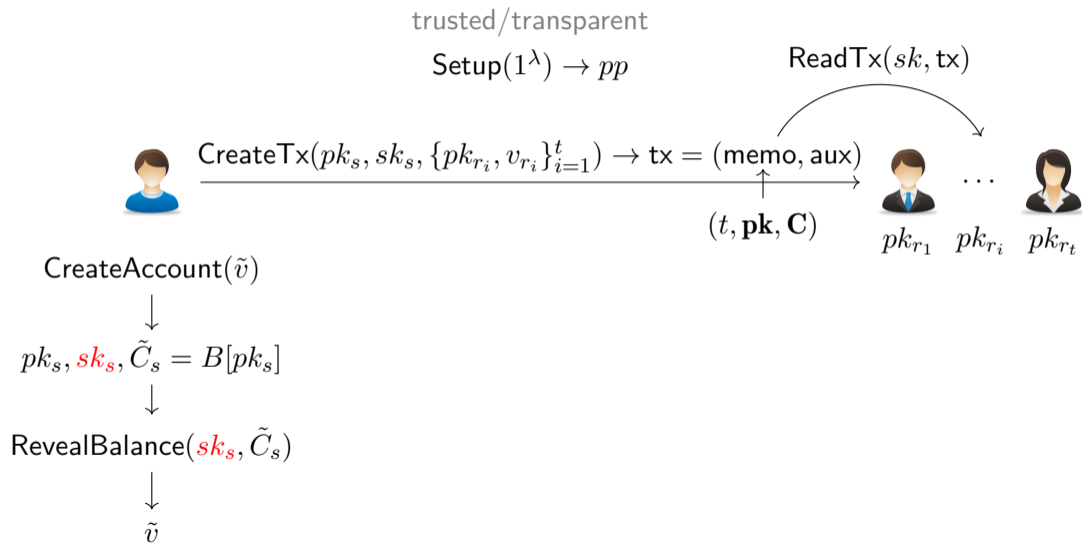 trusted/transparent
Setup(1^λ) → pp
ReadTx(sk, tx)
CreateTx(pk_s, sk_s, {pk_{r_i}, v_{r_i}}_{i=1}^t) → tx = (memo, aux)
(t, pk, C)
· · ·
pk_{r_1} pk_{r_i} pk_{r_t}
CreateAccount(ṽ)
pk_s, sk_s, C̃_s = B[pk_s]
RevealBalance(sk_s, C̃_s)
ṽ